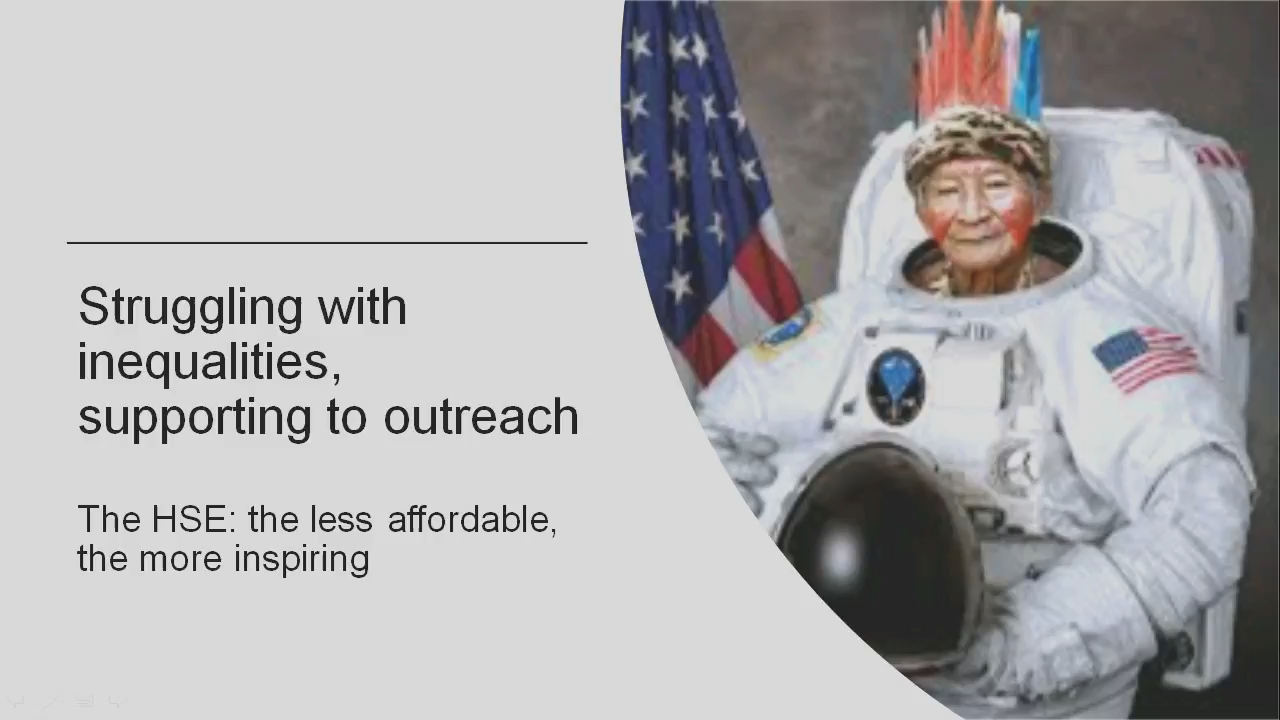 Struggling with
inequalities,
supporting to outreach
The HSE: the less affordable,
the more inspiring